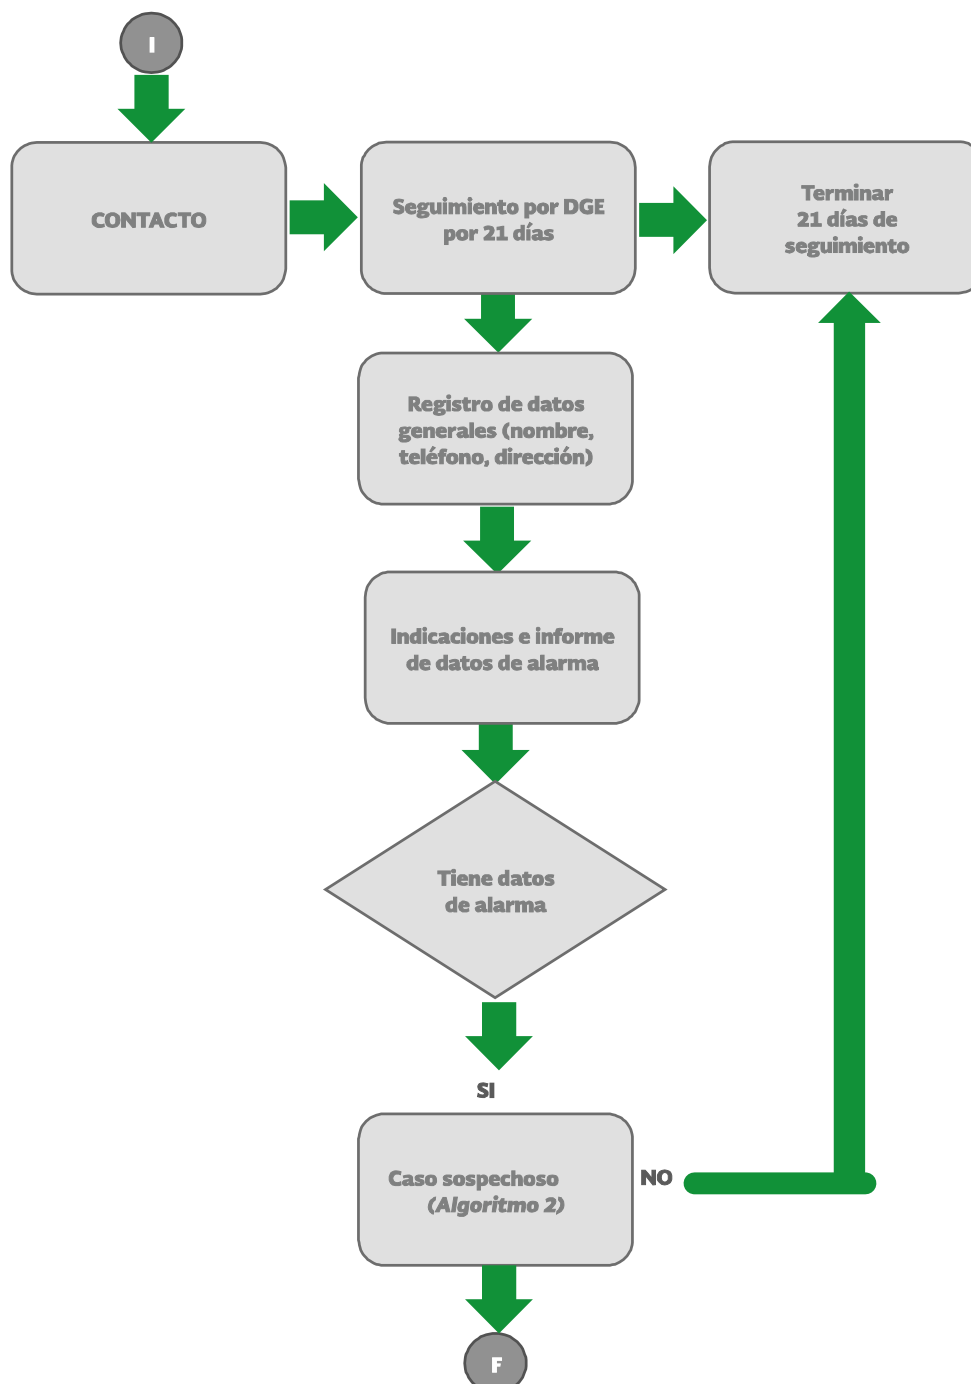 I
CONTACTO
Seguimiento por DGE
por 21 días
Terminar
21 días de
seguimiento
Registro de datos
generales (nombre,
teléfono, dirección)
Indicaciones e informe
de datos de alarma
Tiene datos
de alarma
SI
Caso sospechoso
(Algoritmo 2)
NO
F